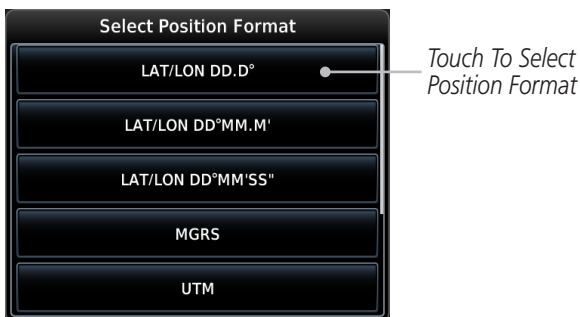 Select Position Format
LAT/LON DD.D°
Touch To Select
Position Format
LAT/LON DD°MM.M'
LAT/LON DD°MM'SS"
MGRS
UTM